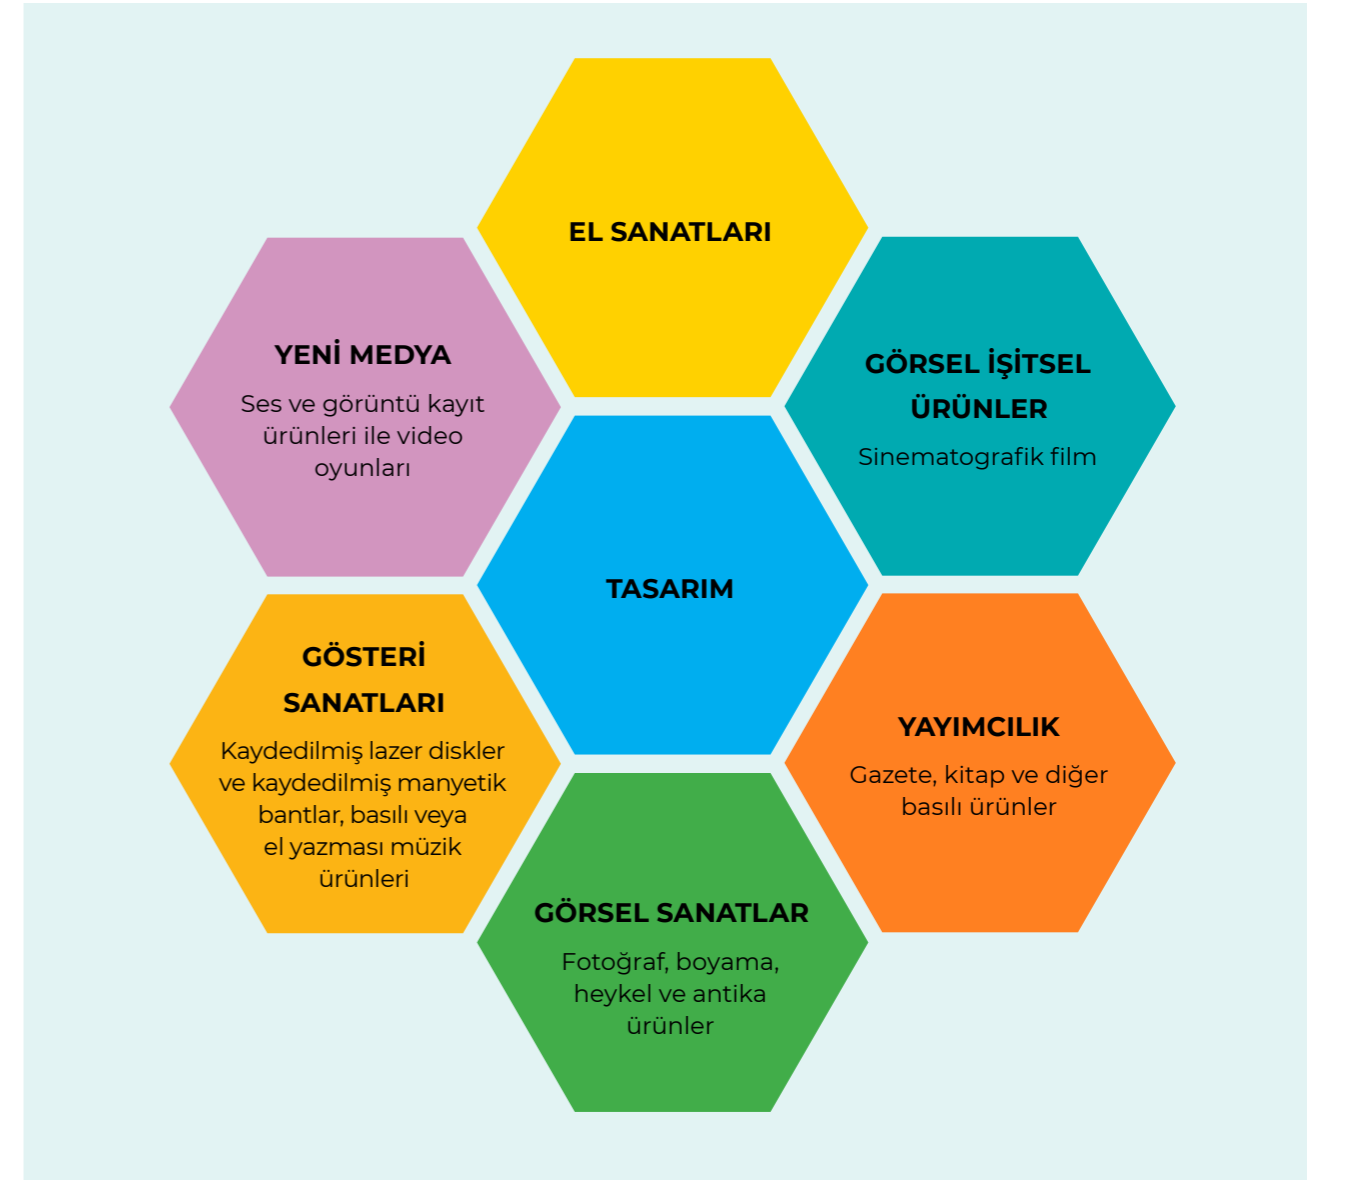 EL SANATLARI
YENİ MEDYA
Ses ve görüntü kayıt
ürünleri ile video
oyunları
GÖRSEL İŞİTSEL
ÜRÜNLER
Sinematografik film
TASARIM
GÖSTERİ
SANATLARI
Kaydedilmiş lazer diskler
ve kaydedilmiş manyetik
bantlar, basılı veya
el yazması müzik
ürünleri
YAYIMCILIK
Gazete, kitap ve diğer
basılı ürünler
GÖRSEL SANATLAR
Fotoğraf, boyama,
heykel ve antika
ürünler